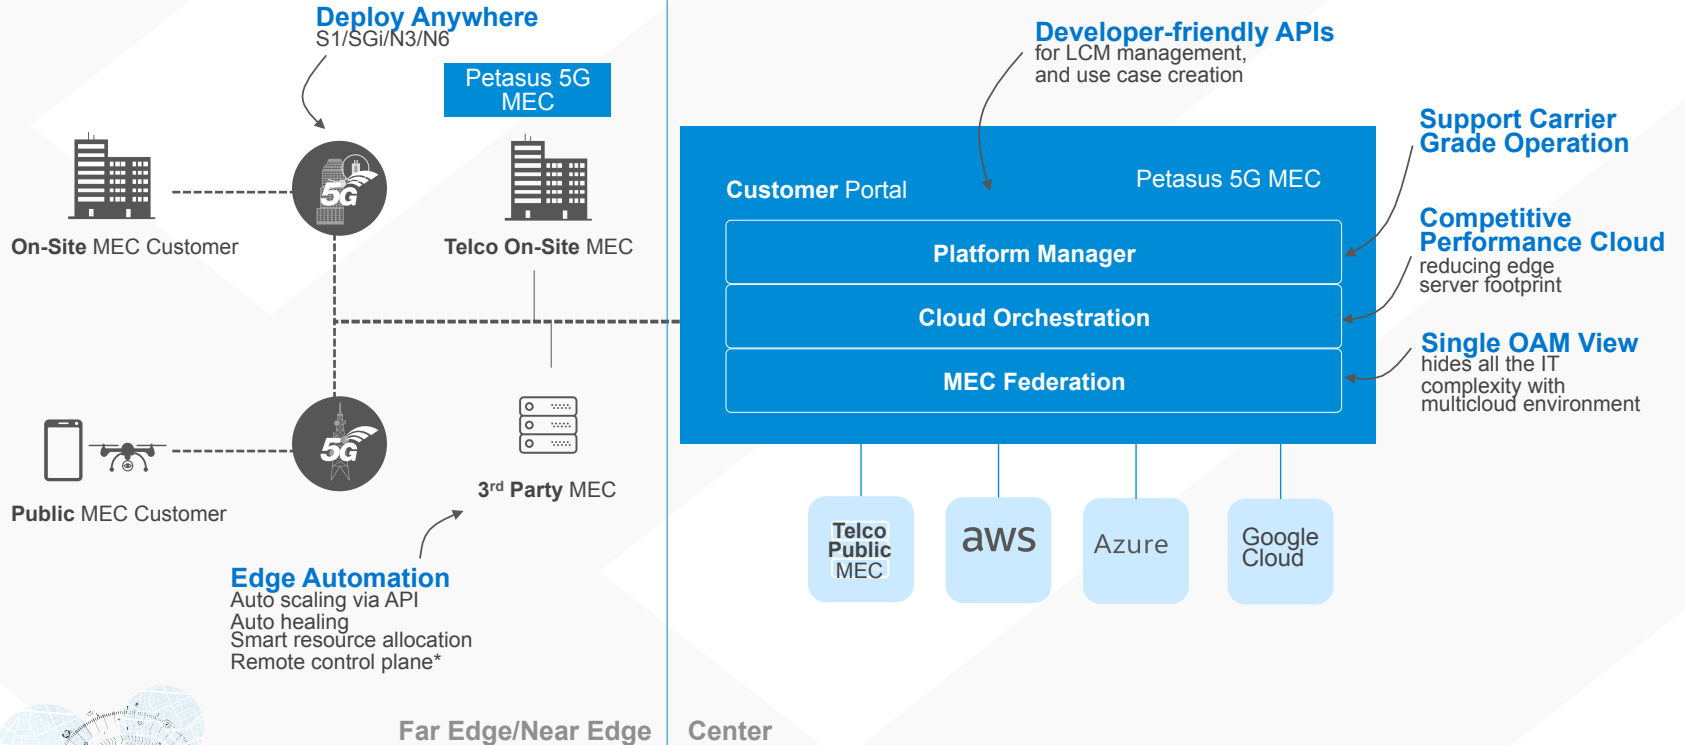 Deploy Anywhere
S1/SGi/N3/N6
Petasus 5G
MEC
5G
On-Site MEC Customer
Telco On-Site MEC
5G
Public MEC Customer
3rd Party MEC
Edge Automation
Auto scaling via API
Auto healing
Smart resource allocation
Remote control plane*
Far Edge/Near Edge
Developer-friendly APIs
for LCM management,
and use case creation
Customer Portal
Petasus 5G MEC
Platform Manager
Cloud Orchestration
MEC Federation
Support Carrier
Grade Operation
Competitive
Performance Cloud
reducing edge
server footprint
Single OAM View
hides all the IT
complexity with
multicloud environment
Telco
Public
MEC
aws
Azure
Google
Cloud
Center